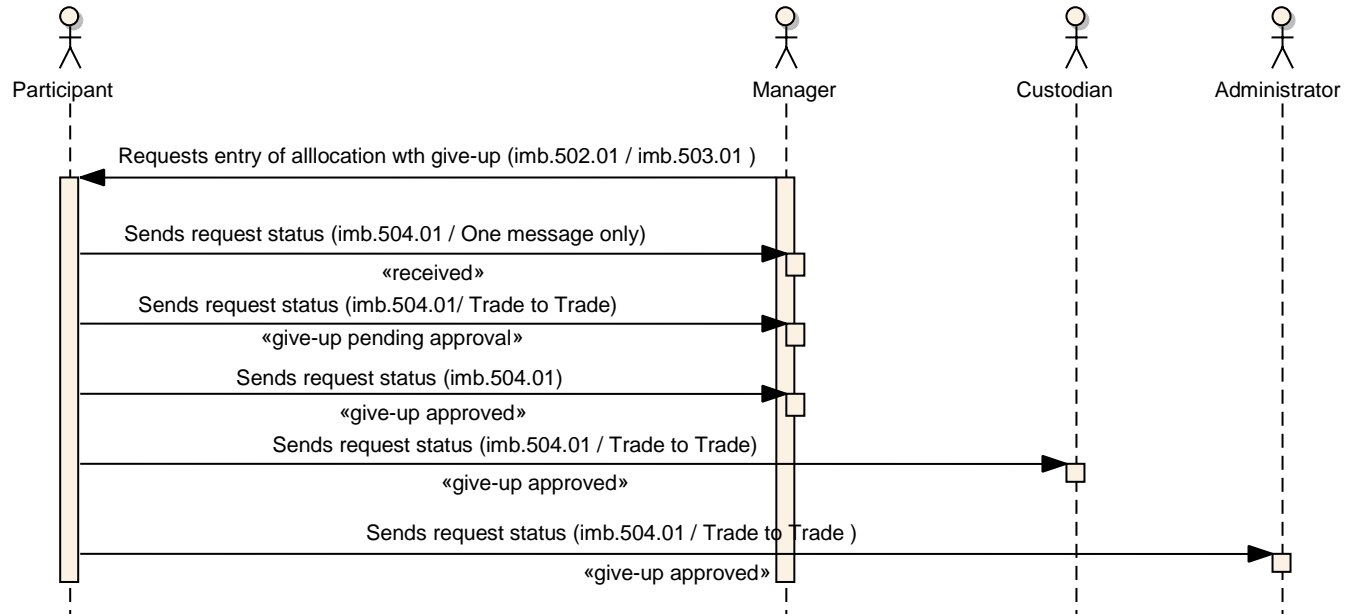 Participant Manager Custodian Administrator
Requests entry of alllocation wth give-up (imb.502.01 / imb.503.01 )
Sends request status (imb.504.01 / One message only)
«received»
Sends request status (imb.504.01/ Trade to Trade)
«give-up pending approval»
Sends request status (imb.504.01)
«give-up approved»
Sends request status (imb.504.01 / Trade to Trade)
«give-up approved»
Sends request status (imb.504.01 / Trade to Trade )
«give-up approved»